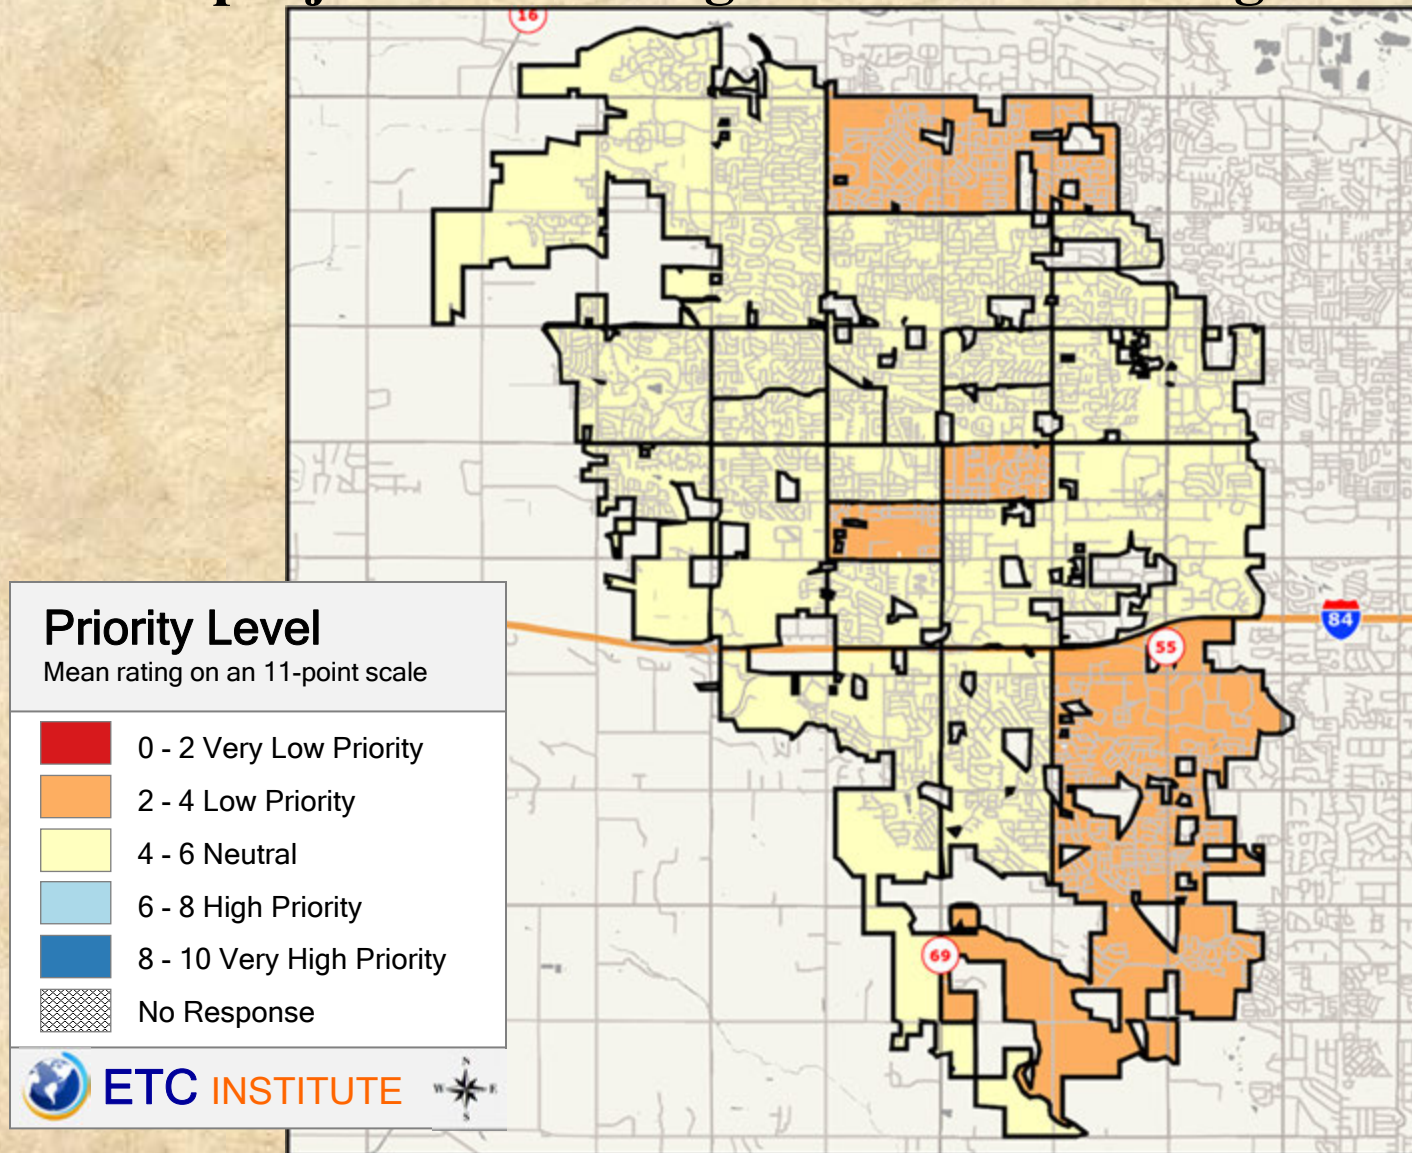 16
84
55
69
Priority Level
Mean rating on an 11-point scale
0 - 2 Very Low Priority
2 - 4 Low Priority
4 - 6 Neutral
6 - 8 High Priority
8 - 10 Very High Priority
No Response
ETC INSTITUTE
N
W E
S